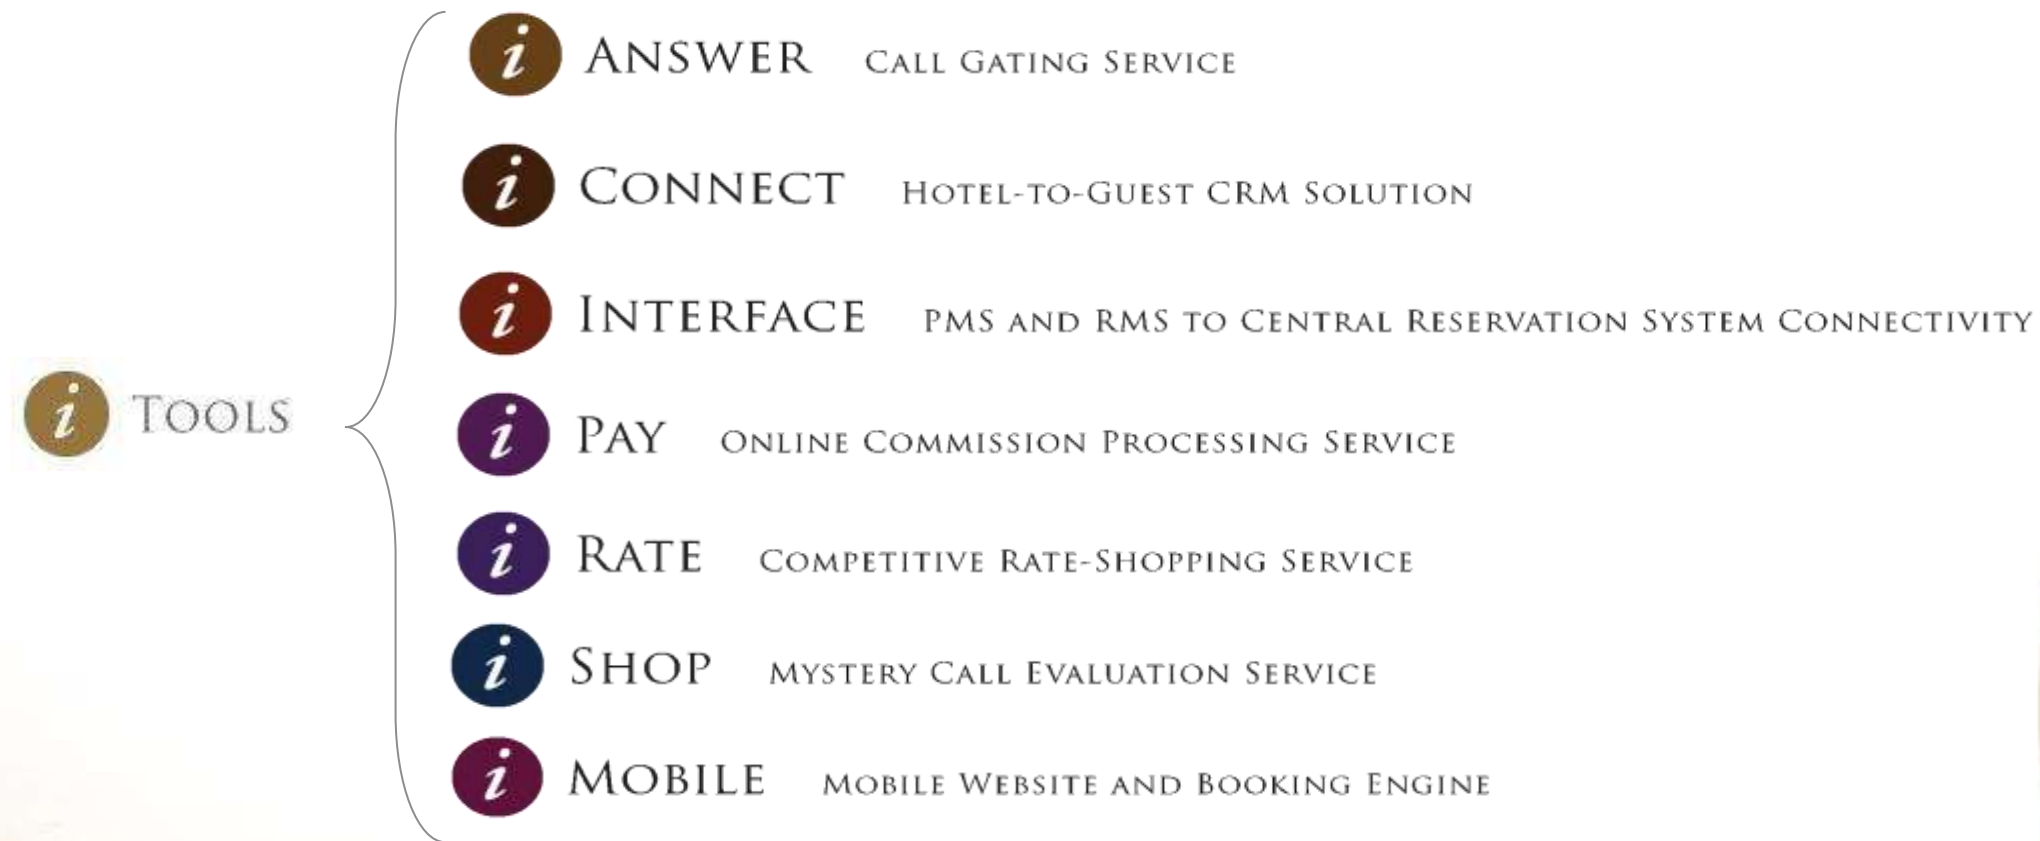 i Answer Call Gating Service
i Connect Hotel-to-Guest CRM Solution
i Interface PMS and RMS to Central Reservation System Connectivity
i Tools
i Pay Online Commission Processing Service
i Rate Competitive Rate-Shopping Service
i Shop Mystery Call Evaluation Service
i Mobile Mobile Website and Booking Engine